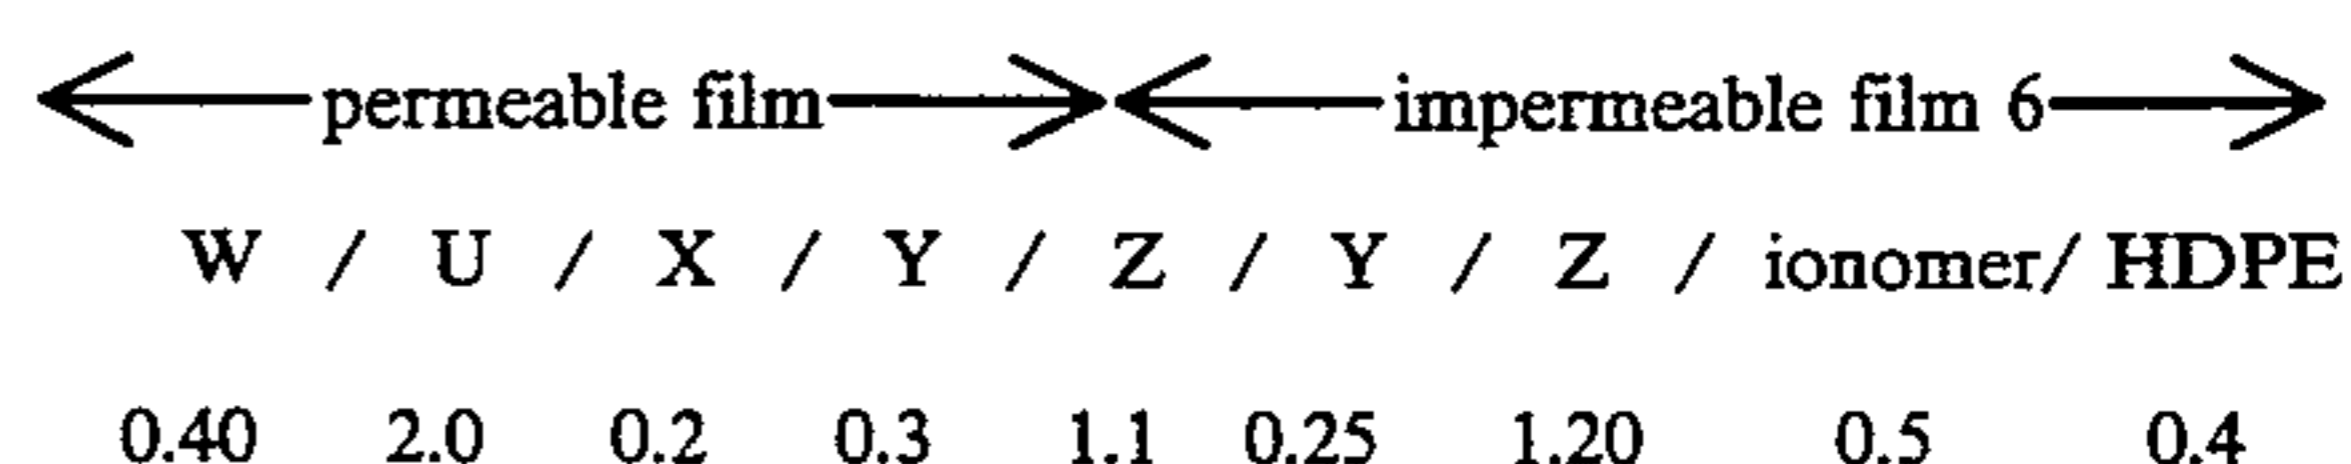 permeable film impermeable film 6
W / U / X / Y / Z / Y / Z / ionomer/ HDPE
0.40 2.0 0.2 0.3 1.1 0.25 1.20 0.5 0.4